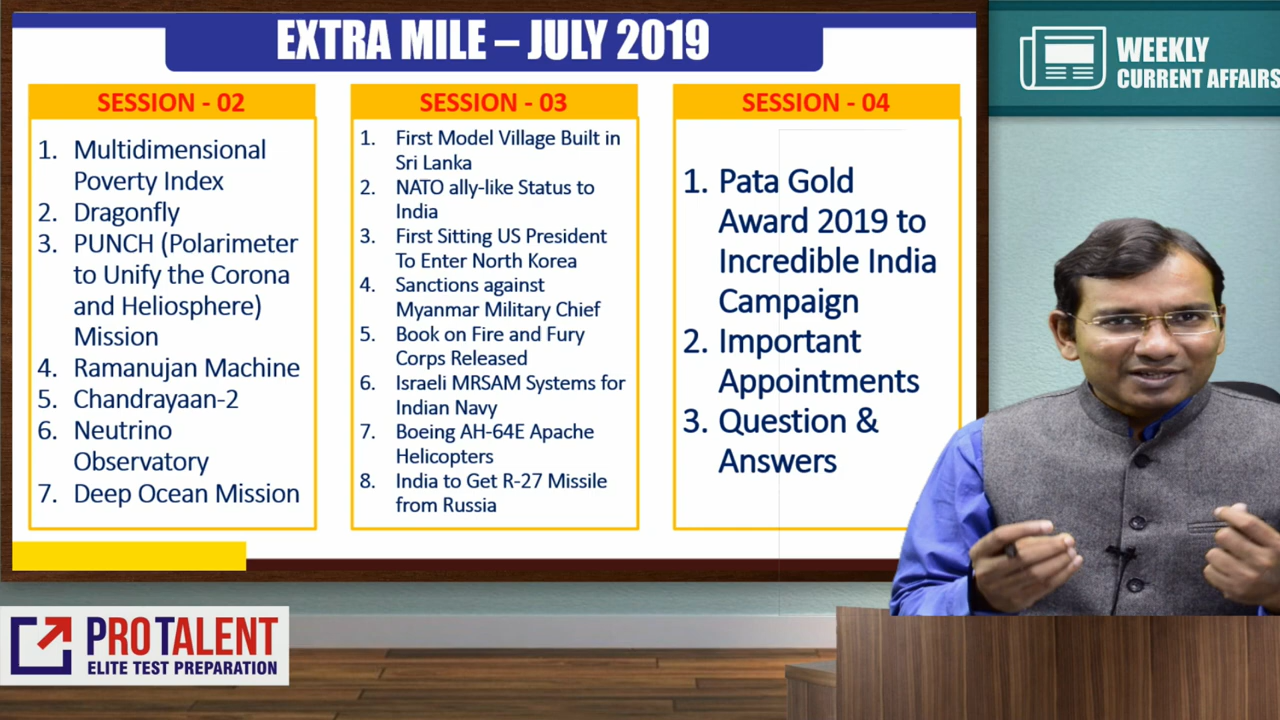 EXTRA MILE – JULY 2019
WEEKLY
CURRENT AFFAIRS
SESSION - 02
1. Multidimensional
Poverty Index
2. Dragonfly
3. PUNCH (Polarimeter
to Unify the Corona
and Heliosphere)
Mission
4. Ramanujan Machine
5. Chandrayaan-2
6. Neutrino
Observatory
7. Deep Ocean Mission
SESSION - 03
1. First Model Village Built in
Sri Lanka
2. NATO ally-like Status to
India
3. First Sitting US President
To Enter North Korea
4. Sanctions against
Myanmar Military Chief
5. Book on Fire and Fury
Corps Released
6. Israeli MRSAM Systems for
Indian Navy
7. Boeing AH-64E Apache
Helicopters
8. India to Get R-27 Missile
from Russia
SESSION - 04
1. Pata Gold
Award 2019 to
Incredible India
Campaign
2. Important
Appointments
3. Question &
Answers
PROTALENT
ELITE TEST PREPARATION